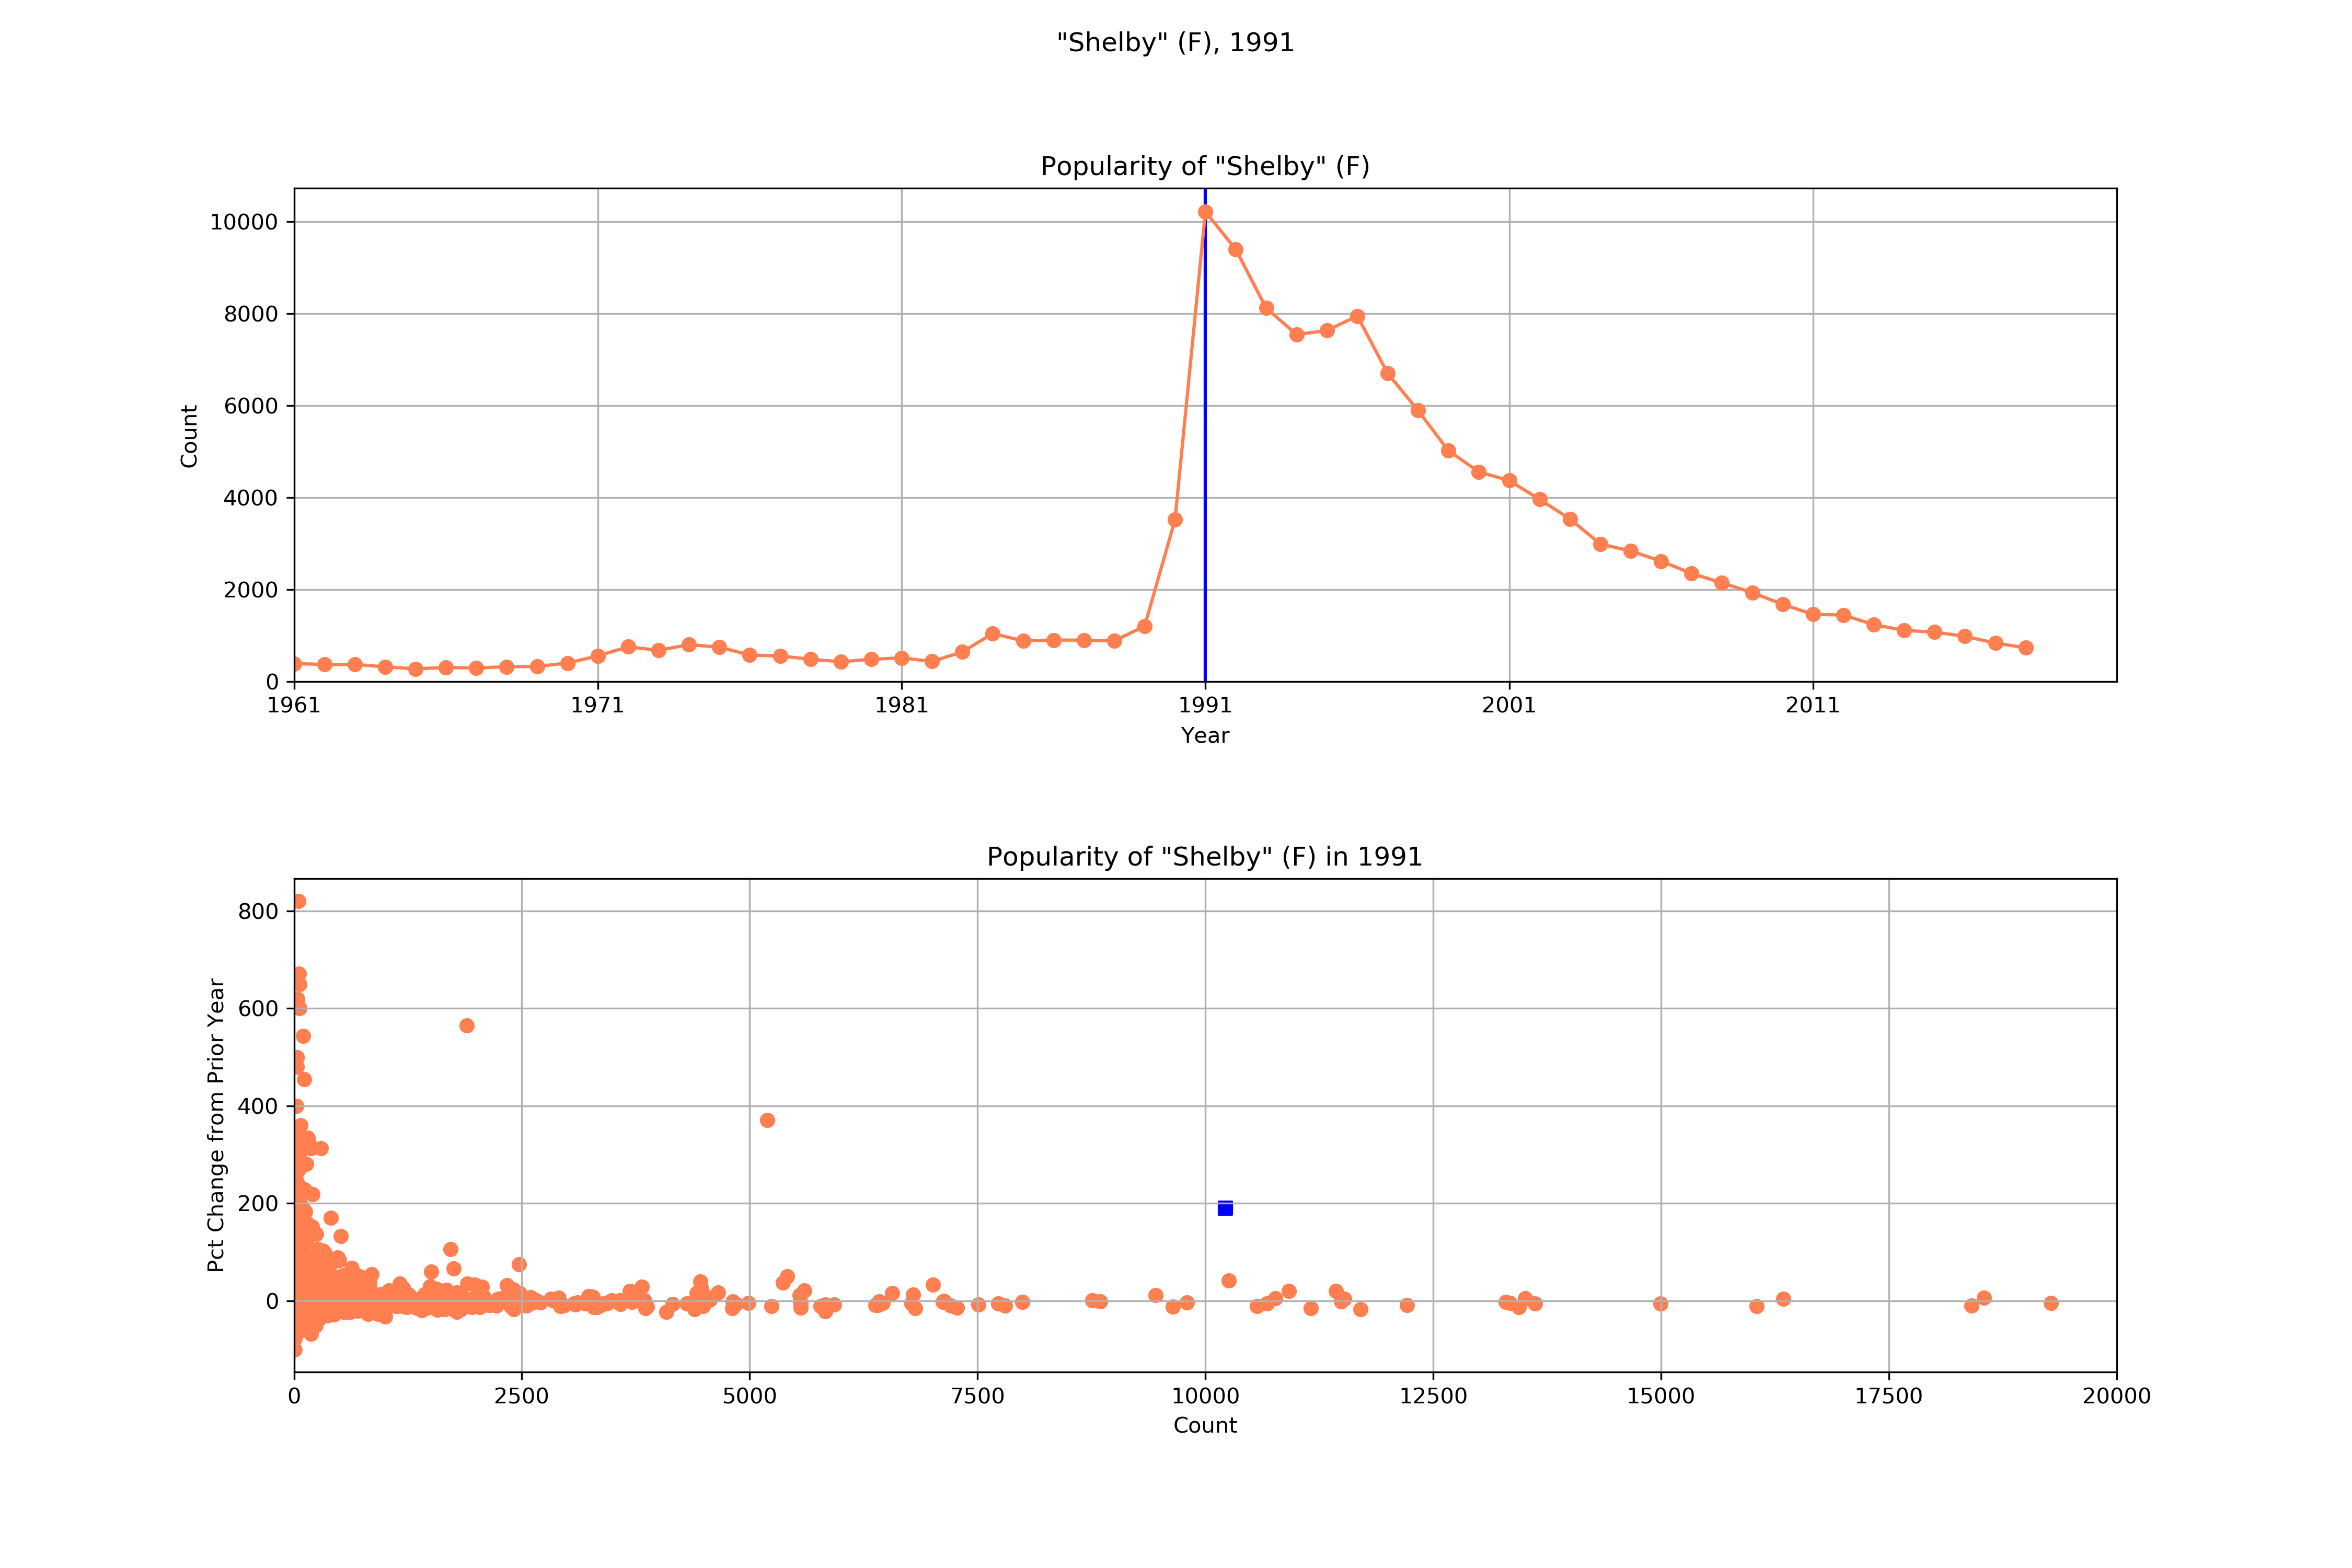 "Shelby" (F), 1991
Popularity of "Shelby" (F)
10000
8000
6000
4000
2000
0
Count
1961 1971 1981 1991 2001 2011
Year
Popularity of "Shelby" (F) in 1991
800
600
400
200
0
Pct Change from Prior Year
0 2500 5000 7500 10000 12500 15000 17500 20000
Count